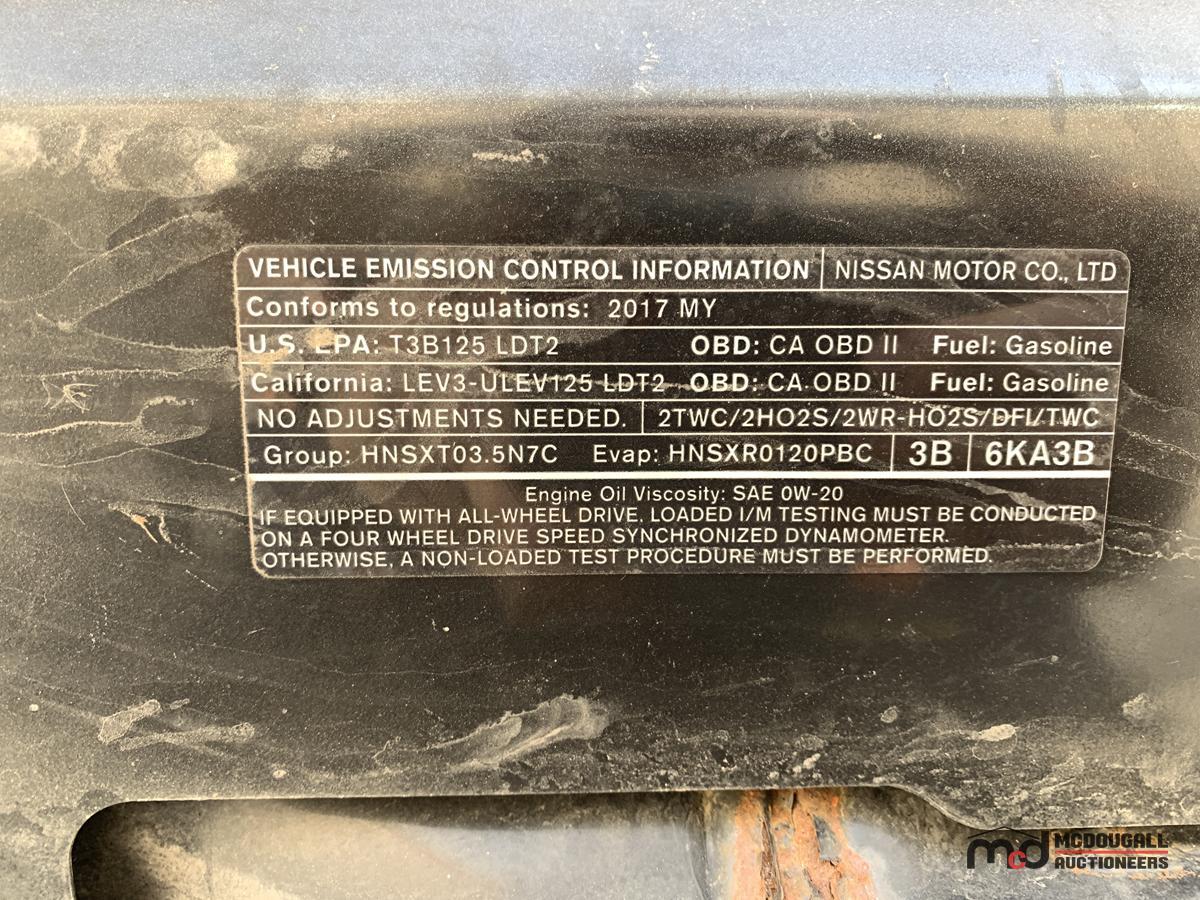 VEHICLE EMISSION CONTROL INFORMATION NISSAN MOTOR CO., LTD
Conforms to regulations: 2017 MY
U.S. EPA: T3B125 LDT2 OBD: CA OBD II Fuel: Gasoline
California: LEV3-ULEV125 LDT2 OBD: CA OBD II Fuel: Gasoline
NO ADJUSTMENTS NEEDED. 2TWC/2HO2S/2WR-HO2S/DFI/TWC
Group: HNSXT03.5N7C Evap: HNSXR0120PBC 3B 6KA3B
Engine Oil Viscosity: SAE 0W-20
IF EQUIPPED WITH ALL-WHEEL DRIVE, LOADED I/M TESTING MUST BE CONDUCTED
ON A FOUR WHEEL DRIVE SPEED SYNCHRONIZED DYNAMOMETER.
OTHERWISE, A NON-LOADED TEST PROCEDURE MUST BE PERFORMED.
mcd MCDOUGALL
AUCTIONEERS